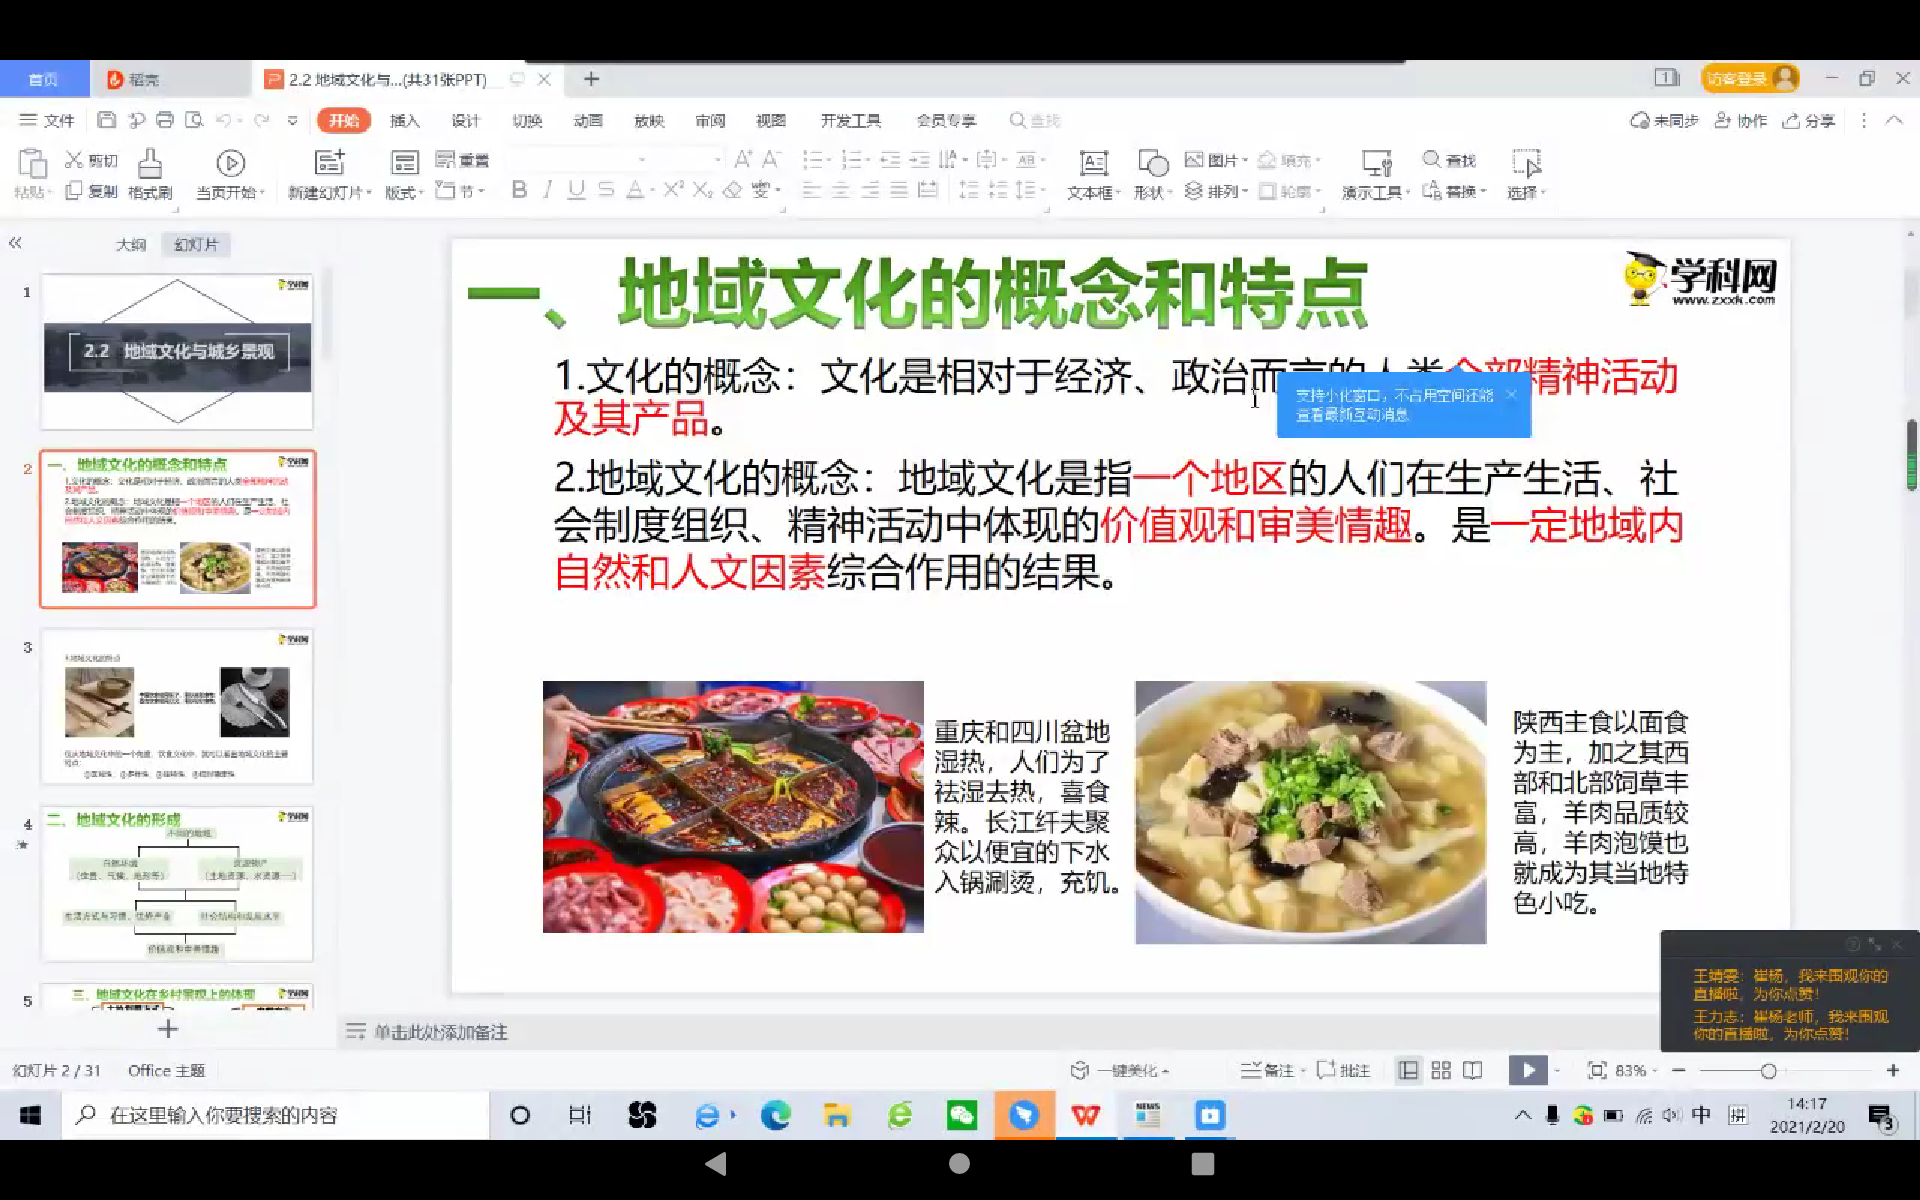 首页
稻壳
2.2 地域文化与...(共31张PPT)
访客登录
文件
开始
插入
设计
切换
动画
放映
审阅
视图
开发工具
会员专享
查找
未同步
协作
分享
粘贴
剪切
复制
格式刷
当页开始
新建幻灯片
版式
重置
节
文本框
形状
图片
排列
填充
轮廓
演示工具
查找
替换
选择
大纲
幻灯片
1
2.2 地域文化与城乡景观
2
一、地域文化的概念和特点
3
4
二、地域文化的形成
5
三、地域文化在乡村景观上的体现
一、地域文化的概念和特点
学科网
www.zxxk.com
1.文化的概念：文化是相对于经济、政治而言的人类全部精神活动
及其产品。
支持小化窗口，不占用空间还能
查看最新互动消息
2.地域文化的概念：地域文化是指一个地区的人们在生产生活、社
会制度组织、精神活动中体现的价值观和审美情趣。是一定地域内
自然和人文因素综合作用的结果。
重庆和四川盆地
湿热，人们为了
祛湿去热，喜食
辣。长江纤夫聚
众以便宜的下水
入锅涮烫，充饥。
陕西主食以面食
为主，加之其西
部和北部饲草丰
富，羊肉品质较
高，羊肉泡馍也
就成为其当地特
色小吃。
王靖雯：崔杨，我来围观你的
直播啦，为你点赞！
王力志：崔杨老师，我来围观
你的直播啦，为你点赞！
单击此处添加备注
幻灯片 2 / 31
Office 主题
一键美化
备注
批注
83%
在这里输入你要搜索的内容
NEWS
中
拼
14:17
2021/2/20
3